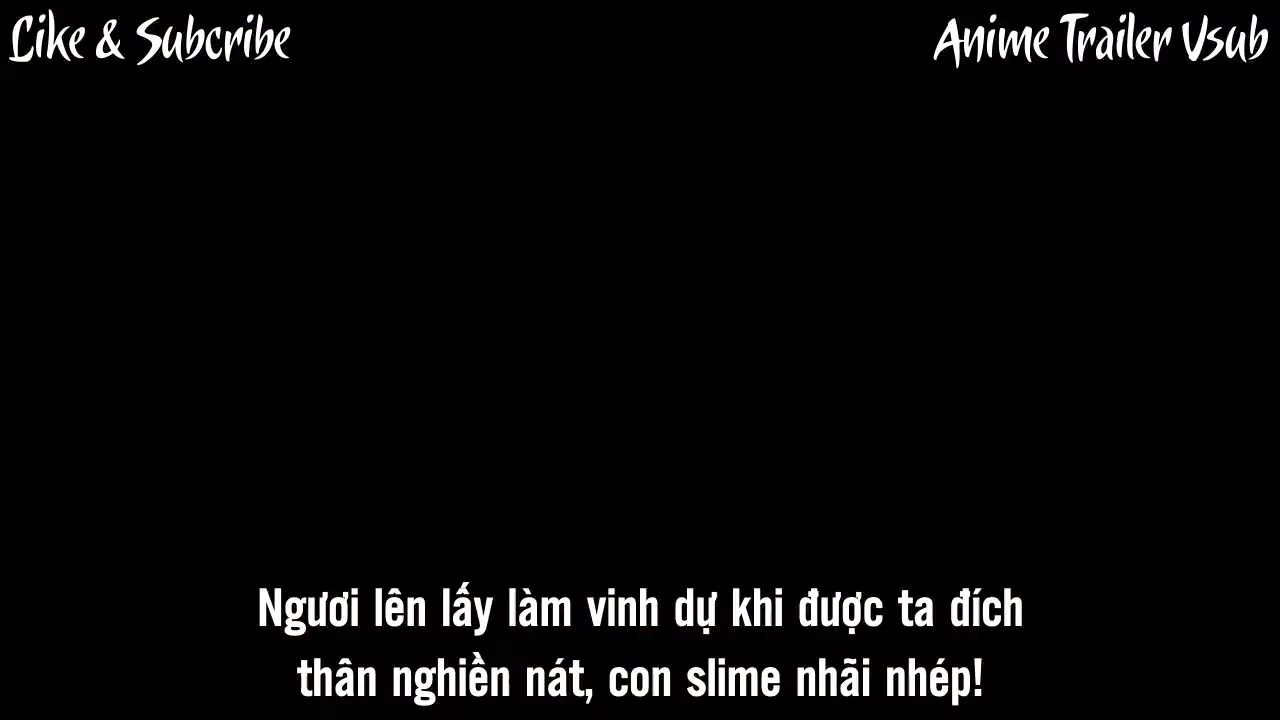 Like & Subcribe
Anime Trailer Vsub
Ngươi lên lấy làm vinh dự khi được ta đích
thân nghiền nát, con slime nhãi nhép!